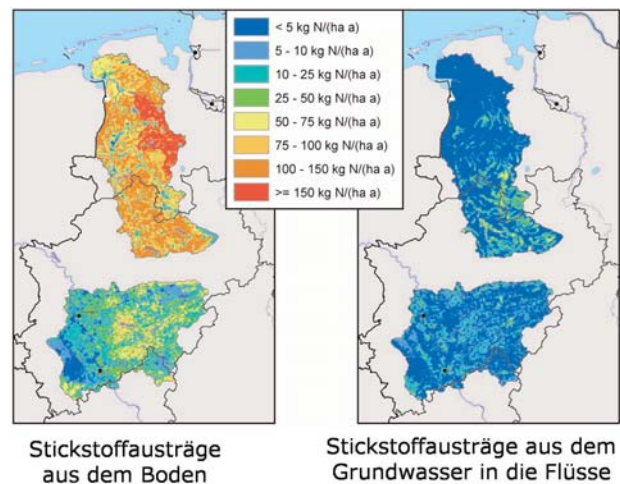 < 5 kg N/(ha a)
5 - 10 kg N/(ha a)
10 - 25 kg N/(ha a)
25 - 50 kg N/(ha a)
50 - 75 kg N/(ha a)
75 - 100 kg N/(ha a)
100 - 150 kg N/(ha a)
>= 150 kg N/(ha a)
Stickstoffausträge
aus dem Boden
Stickstoffausträge aus dem
Grundwasser in die Flüsse